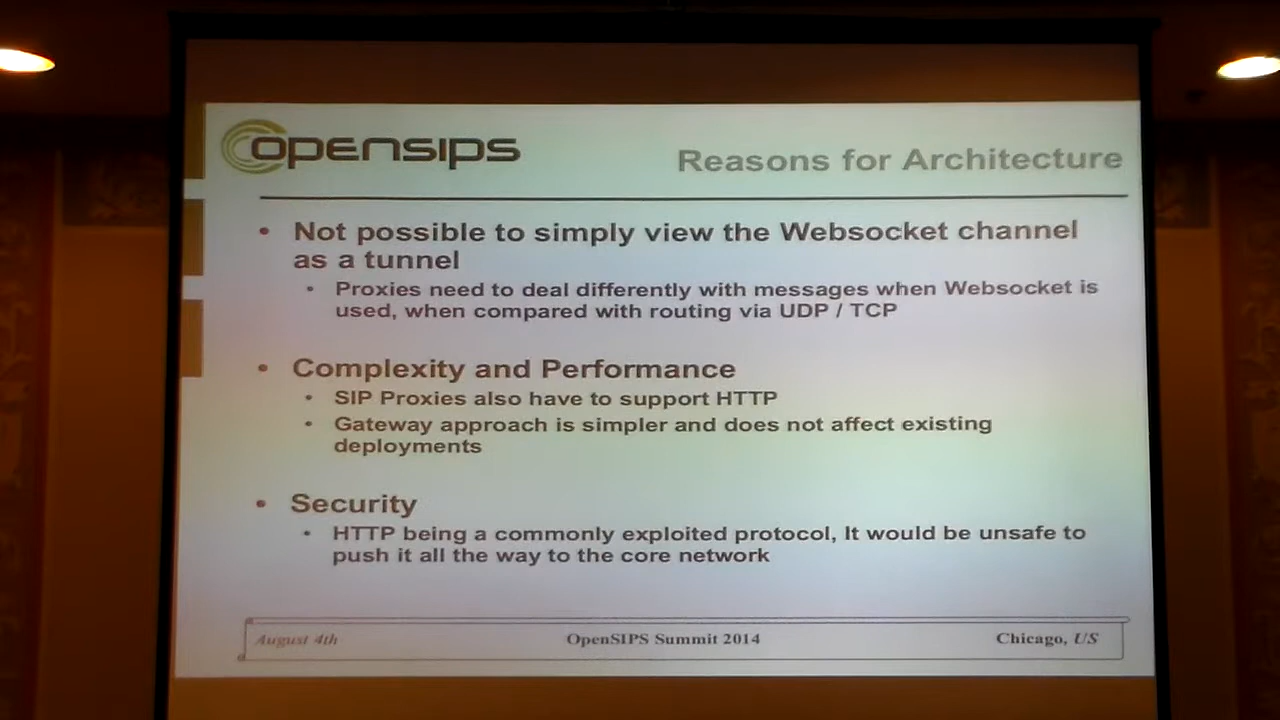 opensips
Reasons for Architecture
• Not possible to simply view the Websocket channel
as a tunnel
• Proxies need to deal differently with messages when Websocket is
used, when compared with routing via UDP / TCP
• Complexity and Performance
• SIP Proxies also have to support HTTP
• Gateway approach is simpler and does not affect existing
deployments
• Security
• HTTP being a commonly exploited protocol, It would be unsafe to
push it all the way to the core network
August 4th
OpenSIPS Summit 2014
Chicago, US